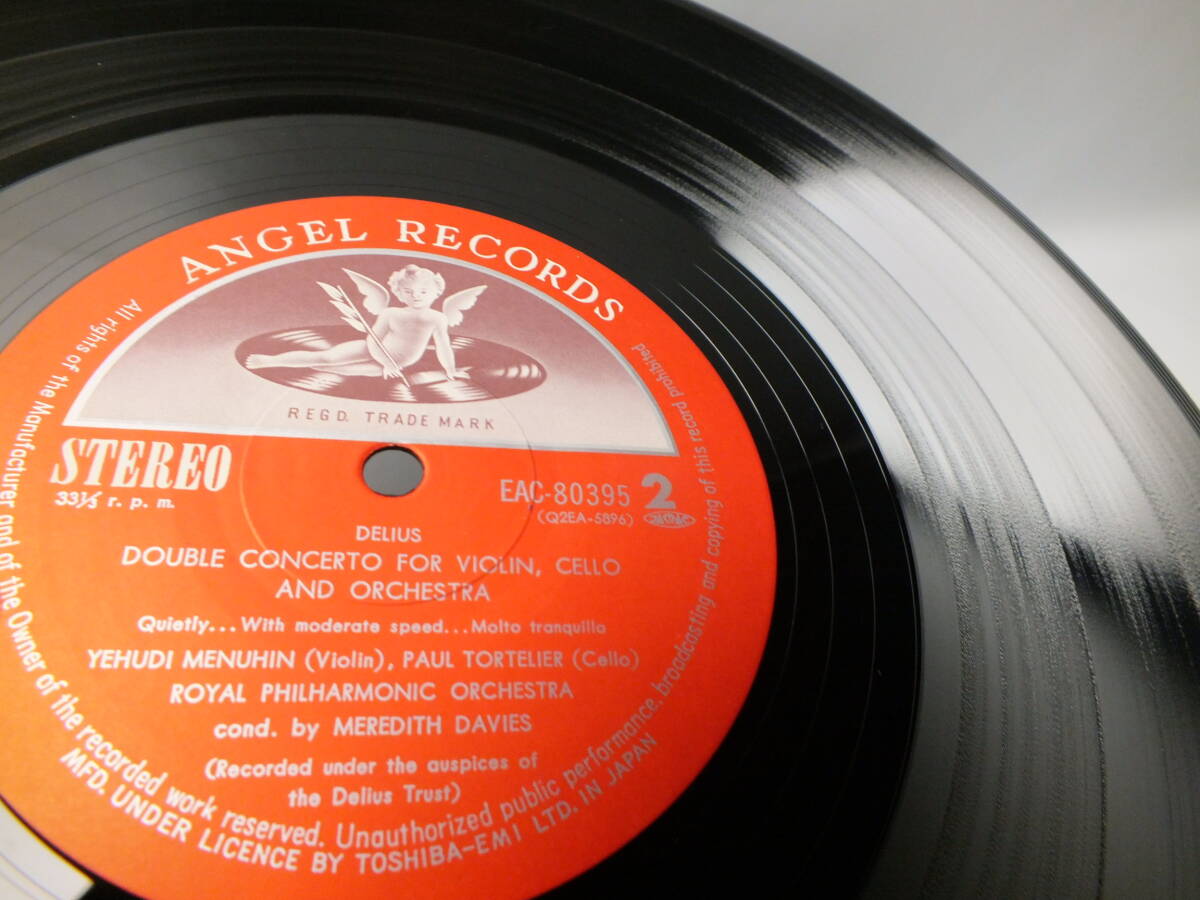 ANGEL RECORDS
REGD. TRADE MARK
STEREO
33⅓ r. p. m.
EAC-80395 2
(Q2EA-5896)
DELIUS
DOUBLE CONCERTO FOR VIOLIN, CELLO
AND ORCHESTRA
Quietly...With moderate speed...Molto tranquillo
YEHUDI MENUHIN (Violin), PAUL TORTELIER (Cello)
ROYAL PHILHARMONIC ORCHESTRA
cond. by MEREDITH DAVIES
(Recorded under the auspices of
the Delius Trust)
All rights of the Manufacturer and of the Owner of the recorded work reserved. Unauthorized public performance, broadcasting and copying of this record prohibited
MFD. UNDER LICENCE BY TOSHIBA-EMI LTD. IN JAPAN